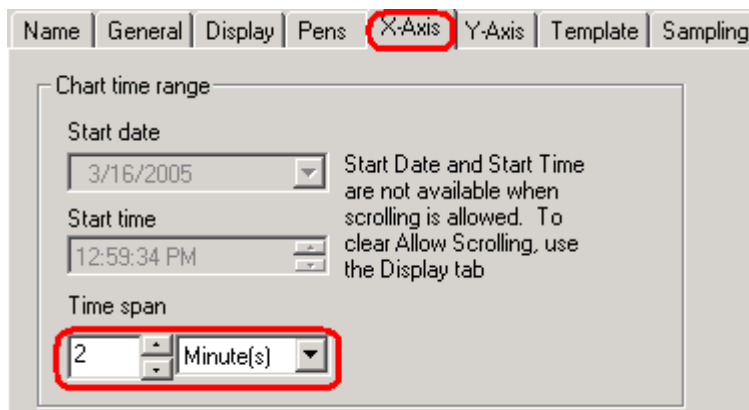 Name General Display Pens X-Axis Y-Axis Template Sampling
Chart time range
Start date
3/16/2005
Start time
12:59:34 PM
Start Date and Start Time
are not available when
scrolling is allowed. To
clear Allow Scrolling, use
the Display tab
Time span
2 Minute(s)